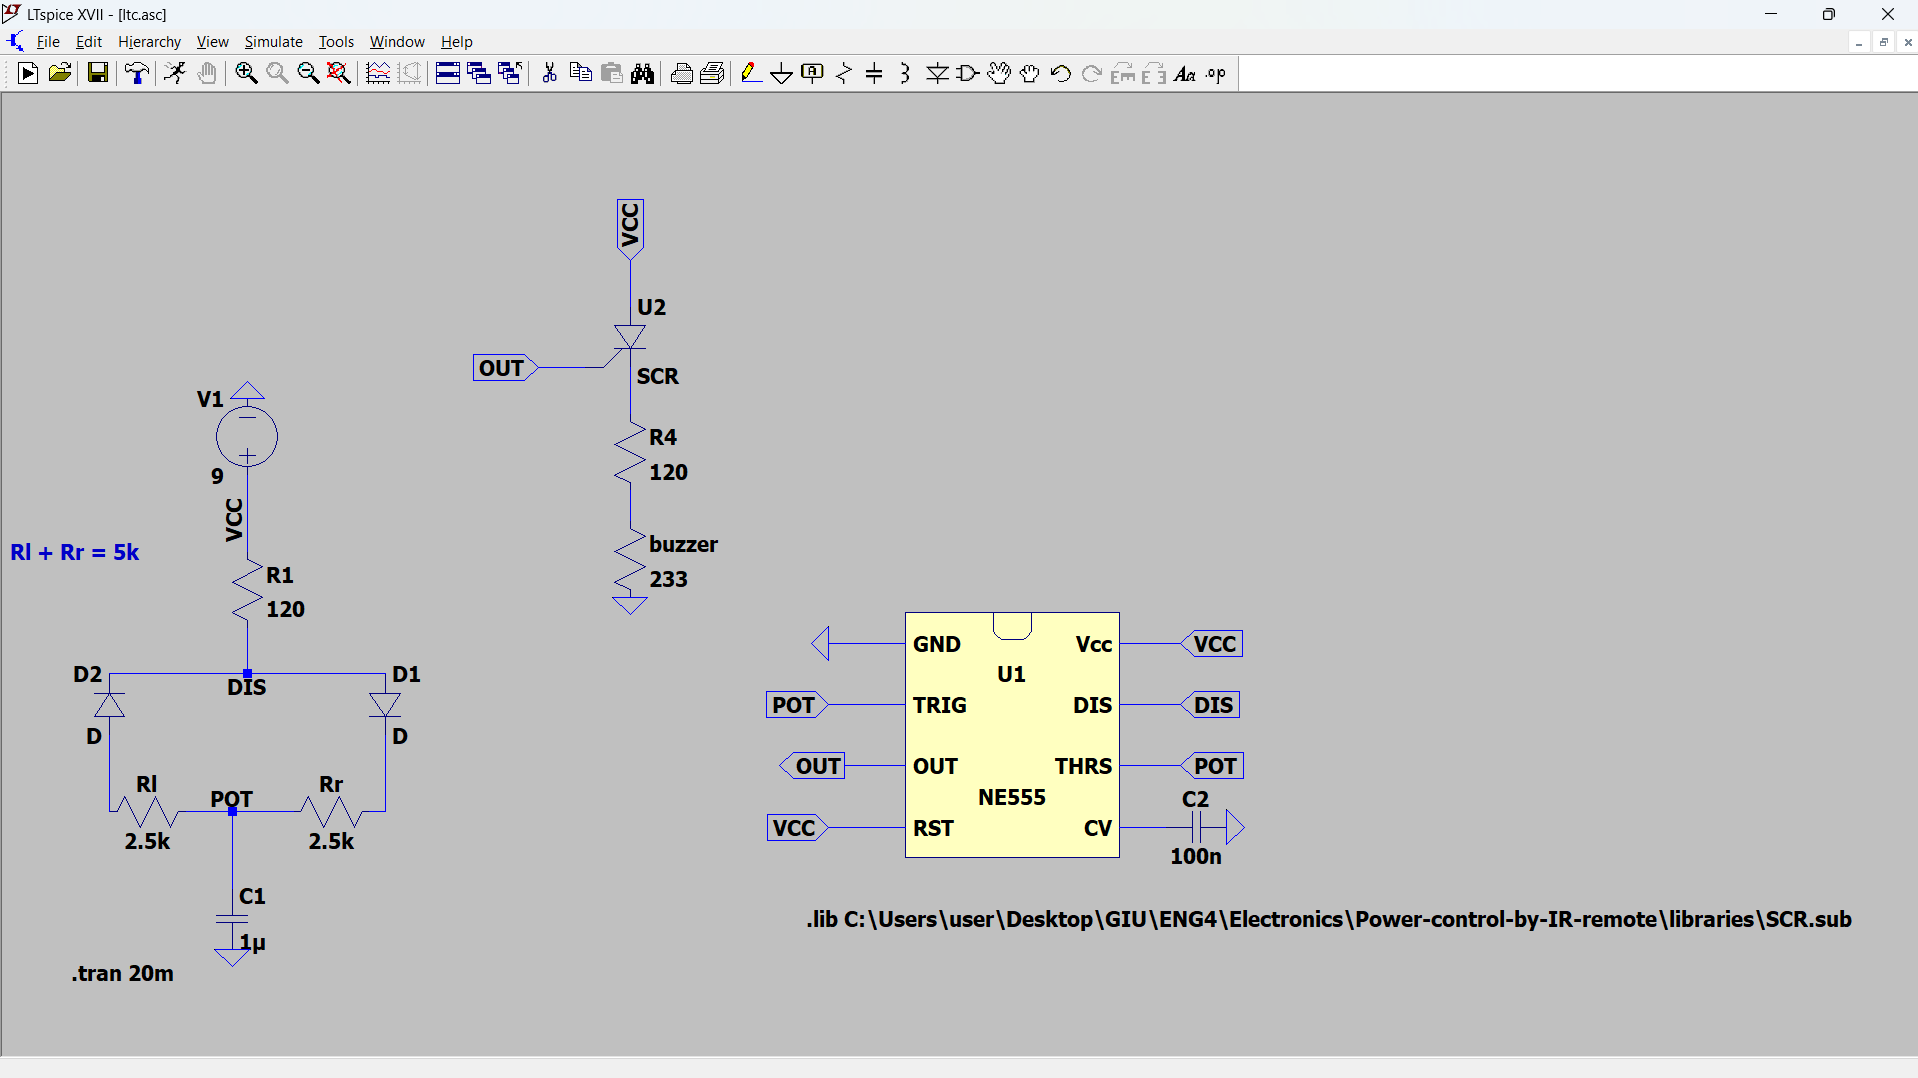 LTspice XVII - [ltc.asc]
File Edit Hierarchy View Simulate Tools Window Help
.op
VCC
U2
OUT
SCR
V1
R4
120
9
VCC
Rl + Rr = 5k
buzzer
233
R1
120
GND
Vcc
VCC
U1
D2
D1
DIS
POT
TRIG
DIS
DIS
D
D
OUT
OUT
THRS
POT
Rl
Rr
POT
NE555
C2
2.5k
2.5k
VCC
RST
CV
100n
C1
1µ
.lib C:\Users\user\Desktop\GIU\ENG4\Electronics\Power-control-by-IR-remote\libraries\SCR.sub
.tran 20m